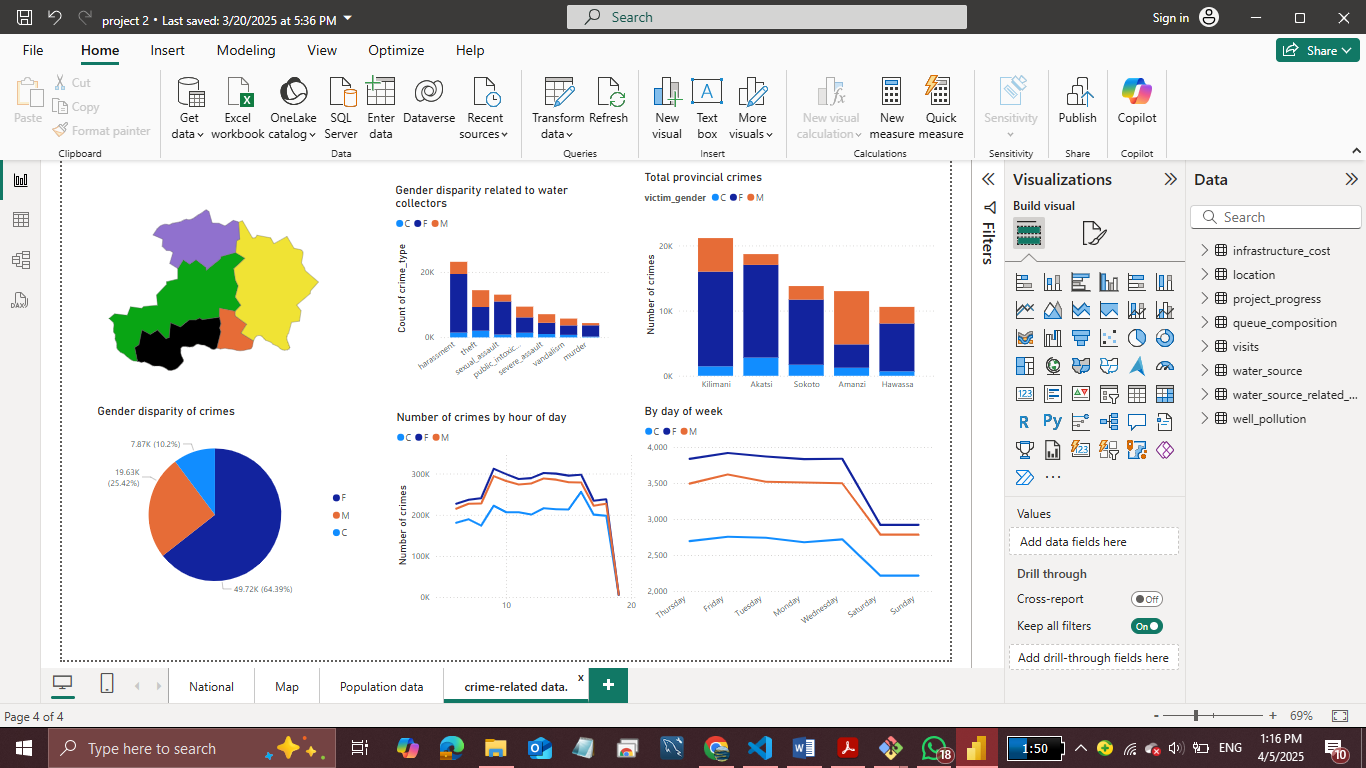 project 2 • Last saved: 3/20/2025 at 5:36 PM
Search
Sign in
File
Home
Insert
Modeling
View
Optimize
Help
Share
Paste
Cut
Copy
Format painter
Clipboard
Get data
Excel workbook
OneLake catalog
SQL Server
Enter data
Dataverse
Recent sources
Data
Transform data
Refresh
Queries
New visual
Text box
More visuals
Insert
New visual calculation
New measure
Quick measure
Calculations
Sensitivity
Sensitivity
Publish
Share
Copilot
Copilot
Gender disparity related to water
collectors
C F M
Count of crime_type
20K
0K
harassment
theft
sexual_assault
public_intoxic...
severe_assault
vandalism
murder
Total provincial crimes
victim_gender C F M
Number of crimes
20K
10K
0K
Kilimani
Akatsi
Sokoto
Amanzi
Hawassa
Gender disparity of crimes
7.87K (10.2%)
19.63K
(25.42%)
49.72K (64.39%)
F
M
C
Number of crimes by hour of day
C F M
Number of crimes
300K
200K
100K
0K
10
20
By day of week
C F M
4,000
3,500
3,000
2,500
2,000
Thursday
Friday
Tuesday
Monday
Wednesday
Saturday
Sunday
Filters
Visualizations
Build visual
123
R
Py
123
Values
Add data fields here
Drill through
Cross-report
Off
Keep all filters
On
Add drill-through fields here
Data
Search
infrastructure_cost
location
project_progress
queue_composition
visits
water_source
water_source_related_...
well_pollution
DAX
National
Map
Population data
crime-related data.
x
+
Page 4 of 4
- + 69%
Type here to search
18
1:50
ENG
1:16 PM
4/5/2025
10